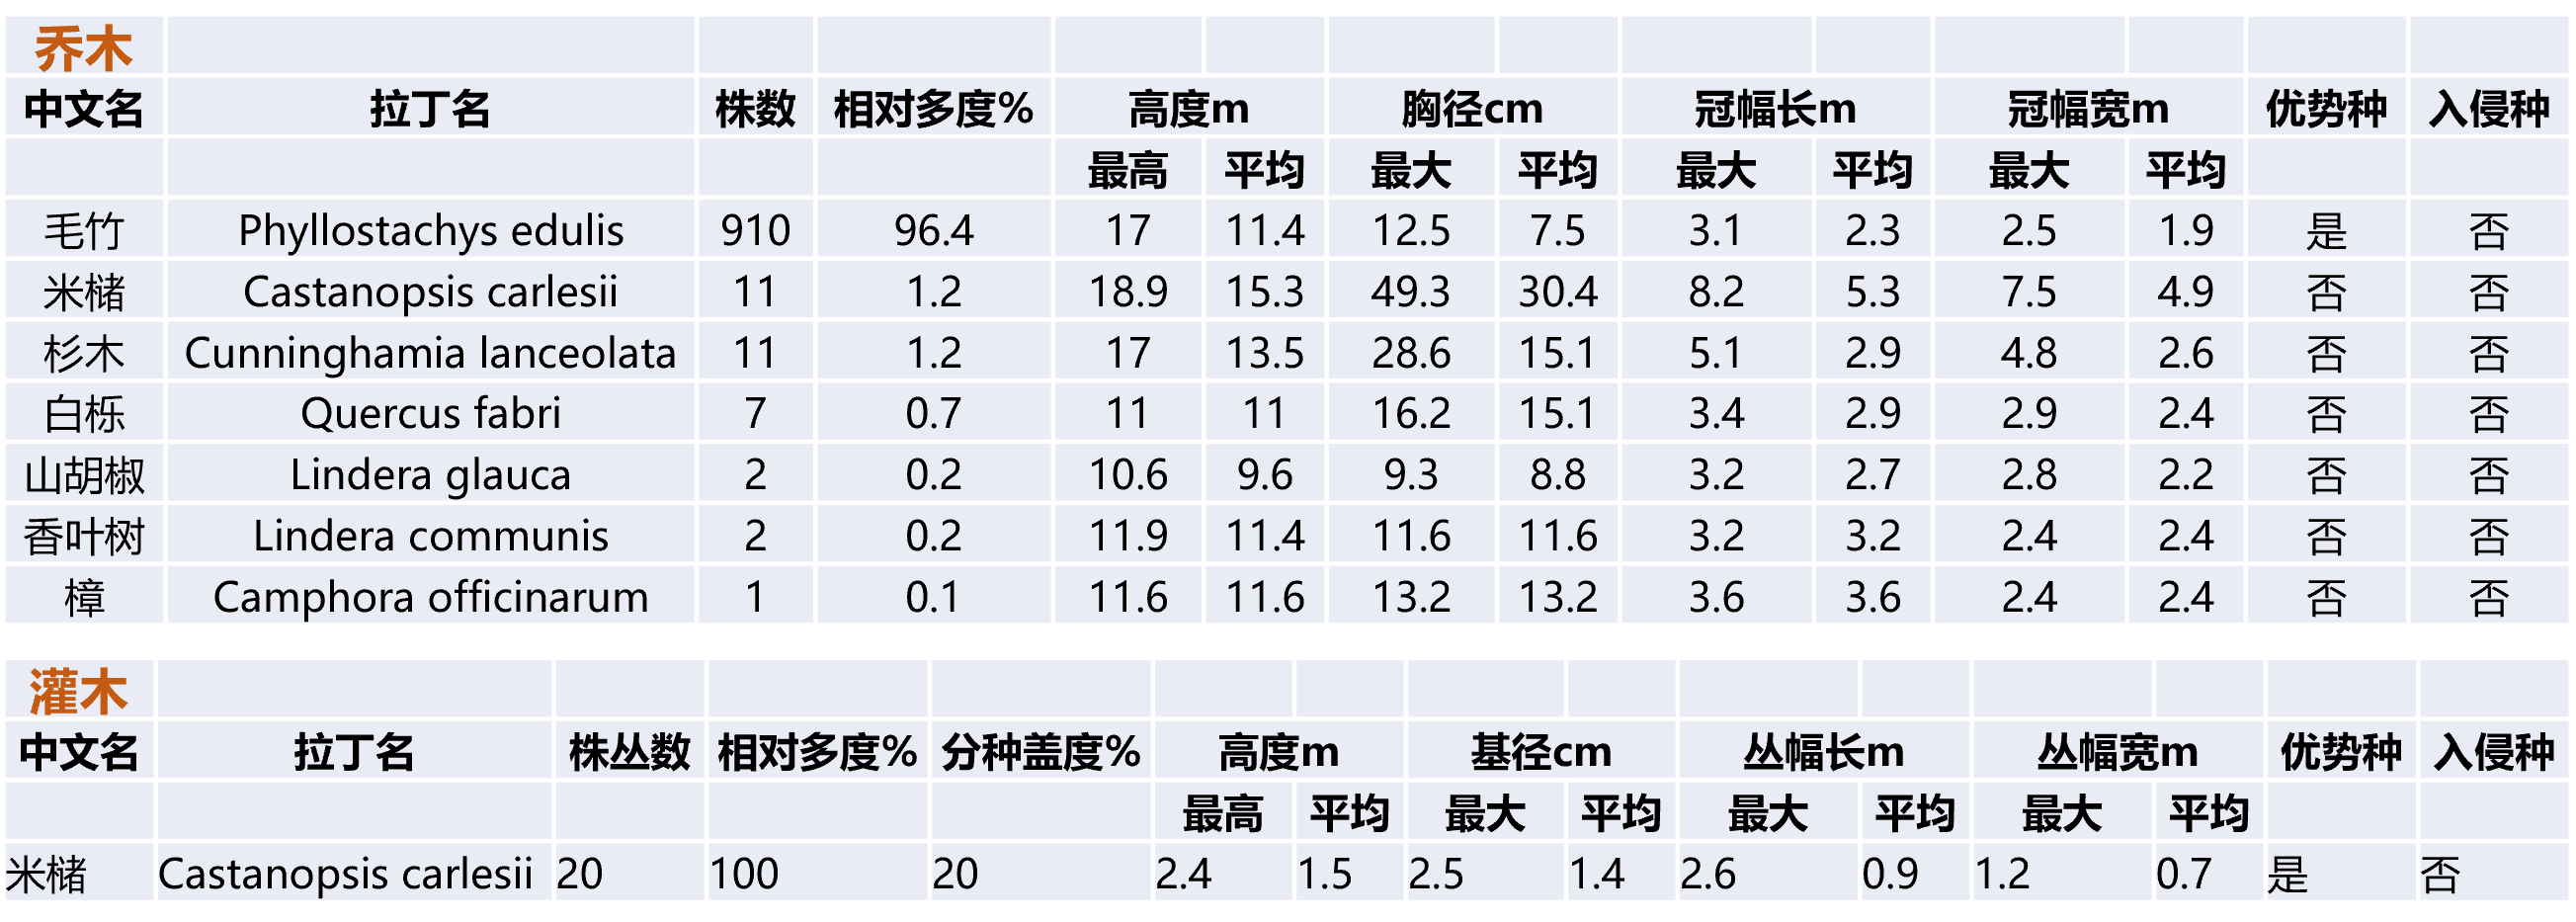 乔木
中文名 拉丁名 株数 相对多度% 高度m 胸径cm 冠幅长m 冠幅宽m 优势种 入侵种
最高 平均 最大 平均 最大 平均 最大 平均
毛竹 Phyllostachys edulis 910 96.4 17 11.4 12.5 7.5 3.1 2.3 2.5 1.9 是 否
米槠 Castanopsis carlesii 11 1.2 18.9 15.3 49.3 30.4 8.2 5.3 7.5 4.9 否 否
杉木 Cunninghamia lanceolata 11 1.2 17 13.5 28.6 15.1 5.1 2.9 4.8 2.6 否 否
白栎 Quercus fabri 7 0.7 11 11 16.2 15.1 3.4 2.9 2.9 2.4 否 否
山胡椒 Lindera glauca 2 0.2 10.6 9.6 9.3 8.8 3.2 2.7 2.8 2.2 否 否
香叶树 Lindera communis 2 0.2 11.9 11.4 11.6 11.6 3.2 3.2 2.4 2.4 否 否
樟 Camphora officinarum 1 0.1 11.6 11.6 13.2 13.2 3.6 3.6 2.4 2.4 否 否
灌木
中文名 拉丁名 株丛数 相对多度% 分种盖度% 高度m 基径cm 丛幅长m 丛幅宽m 优势种 入侵种
最高 平均 最大 平均 最大 平均 最大 平均
米槠 Castanopsis carlesii 20 100 20 2.4 1.5 2.5 1.4 2.6 0.9 1.2 0.7 是 否